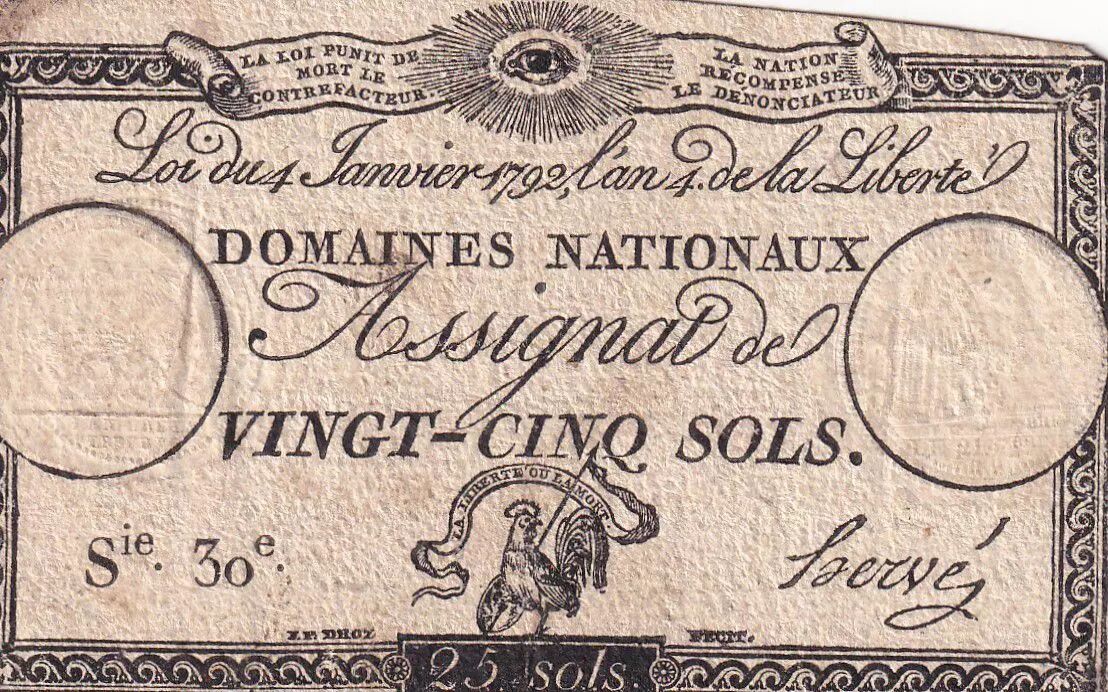 LA LOI PUNIT DE
MORT LE
CONTREFACTEUR.
LA NATION
RECOMPENSE
LE DENONCIATEUR
Loi du 4 Janvier 1792, l'an 4. de la Liberté
DOMAINES NATIONAUX
Assignat de
VINGT-CINQ SOLS.
LA LIBERTÉ OU LA MORT
Sie. 30e.
Hervé
J.P. DROZ FECIT.
25 sols.